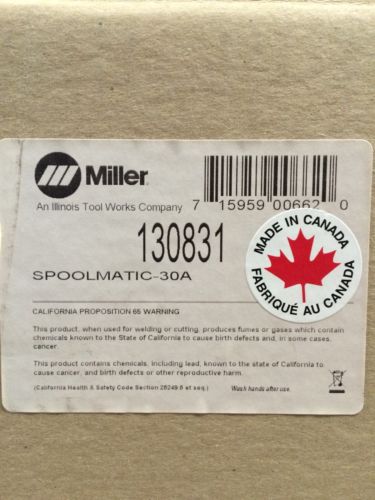 Miller
An Illinois Tool Works Company
7 15959 00662 0
130831
SPOOLMATIC-30A
MADE IN CANADA
FABRIQUÉ AU CANADA
CALIFORNIA PROPOSITION 65 WARNING
This product, when used for welding or cutting, produces fumes or gases which contain
chemicals known to the State of California to cause birth defects and, in some cases,
cancer.
This product contains chemicals, including lead, known to the state of California to
cause cancer, and birth defects or other reproductive harm.
(California Health & Safety Code Section 25249.5 et seq.) Wash hands after use.